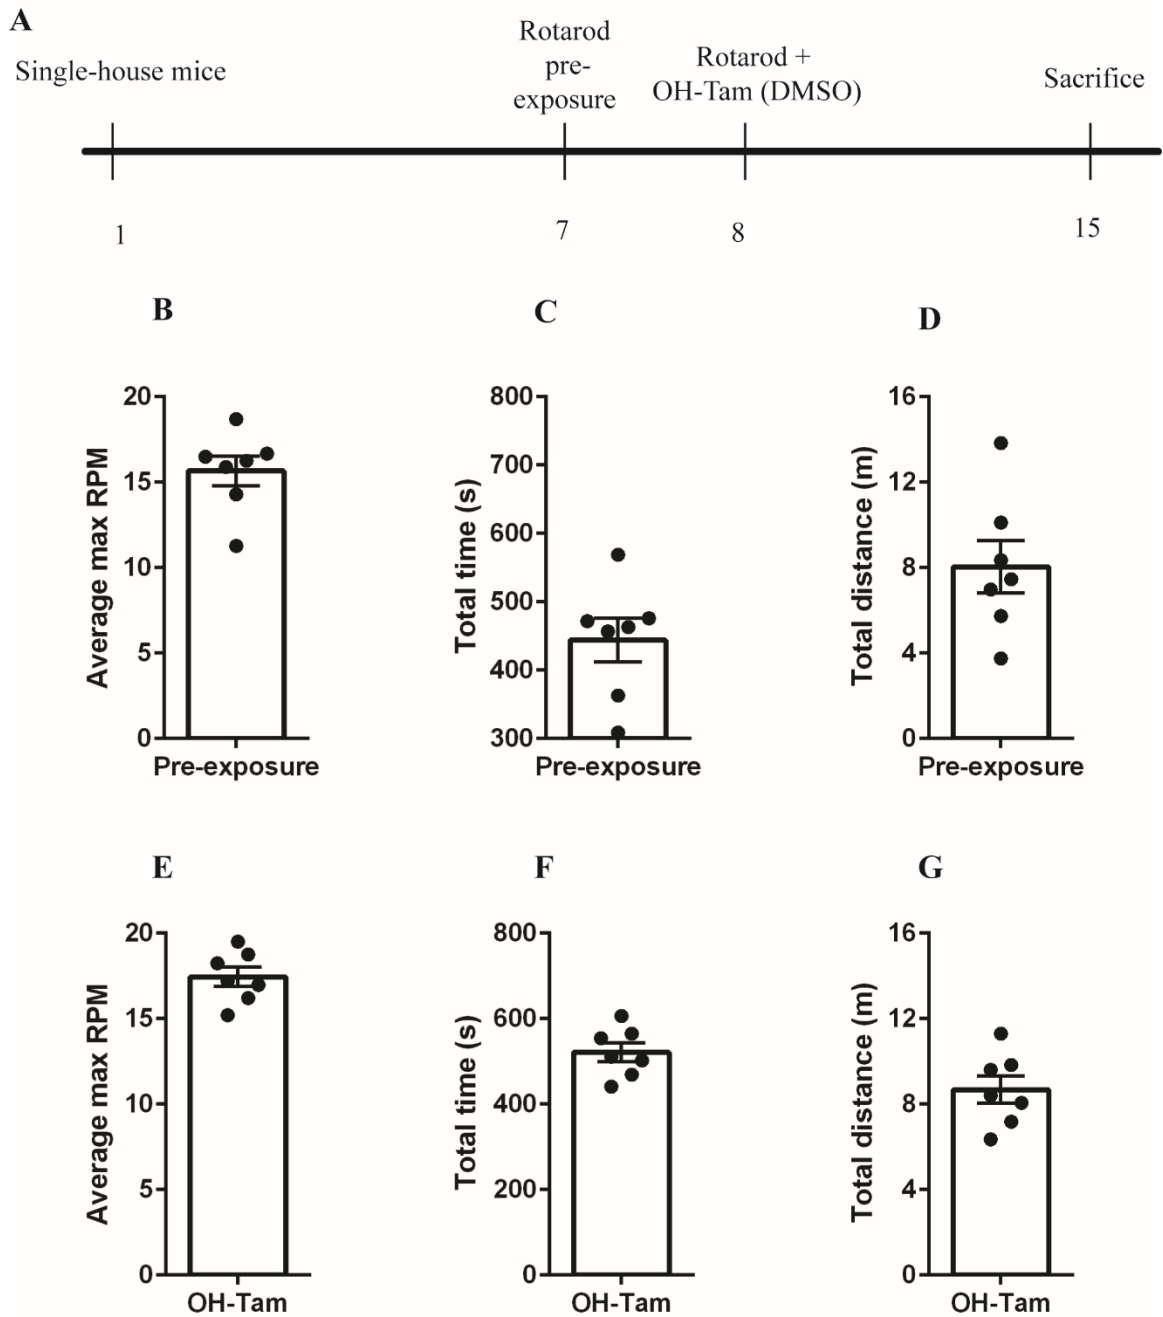 A
Single-house mice
Rotarod
pre-
exposure
Rotarod +
OH-Tam (DMSO)
Sacrifice
1
7
8
15
B
Average max RPM
20
15
10
5
0
Pre-exposure
C
Total time (s)
800
700
600
500
400
300
Pre-exposure
D
Total distance (m)
16
12
8
4
0
Pre-exposure
E
Average max RPM
20
15
10
5
0
OH-Tam
F
Total time (s)
800
600
400
200
0
OH-Tam
G
Total distance (m)
16
12
8
4
0
OH-Tam